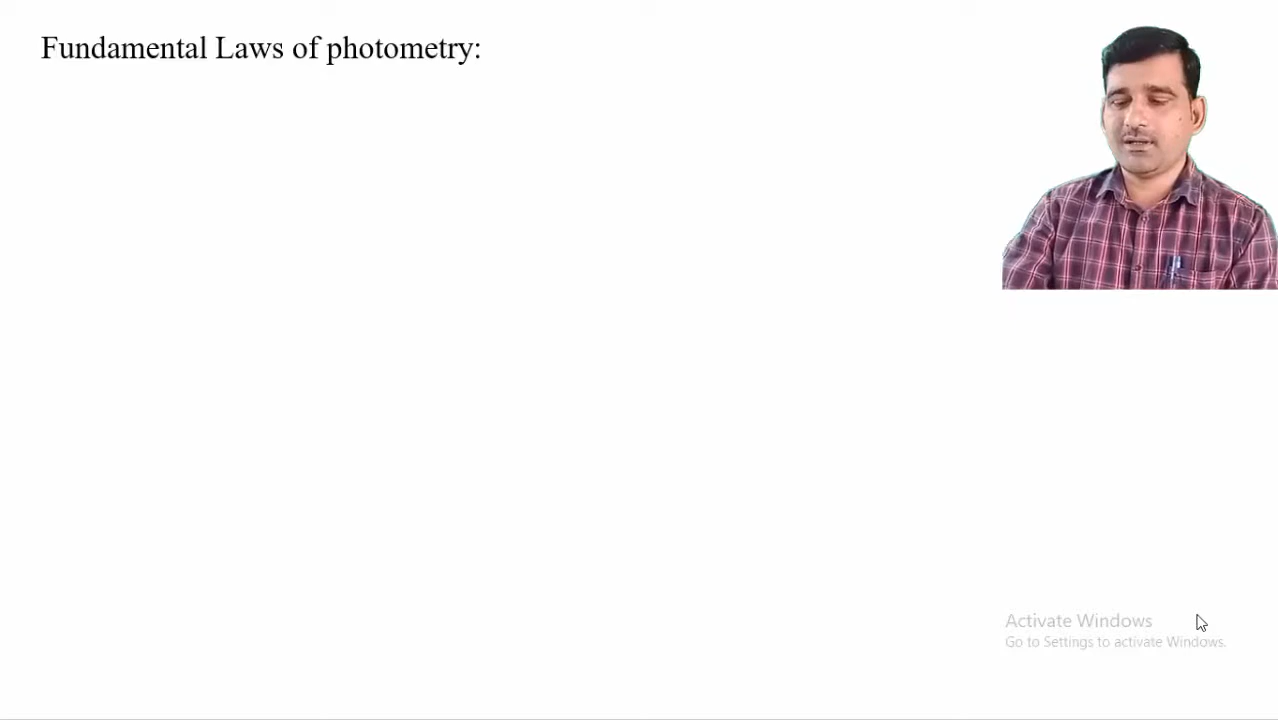 Fundamental Laws of photometry:
Activate Windows
Go to Settings to activate Windows.